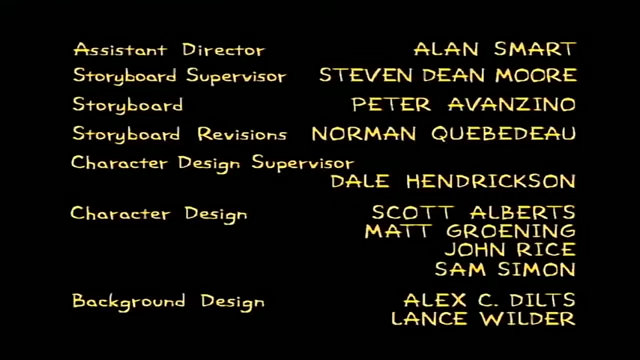 Assistant Director ALAN SMART
Storyboard Supervisor STEVEN DEAN MOORE
Storyboard PETER AVANZINO
Storyboard Revisions NORMAN QUEBEDEAU
Character Design Supervisor
DALE HENDRICKSON
Character Design SCOTT ALBERTS
MATT GROENING
JOHN RICE
SAM SIMON
Background Design ALEX C. DILTS
LANCE WILDER